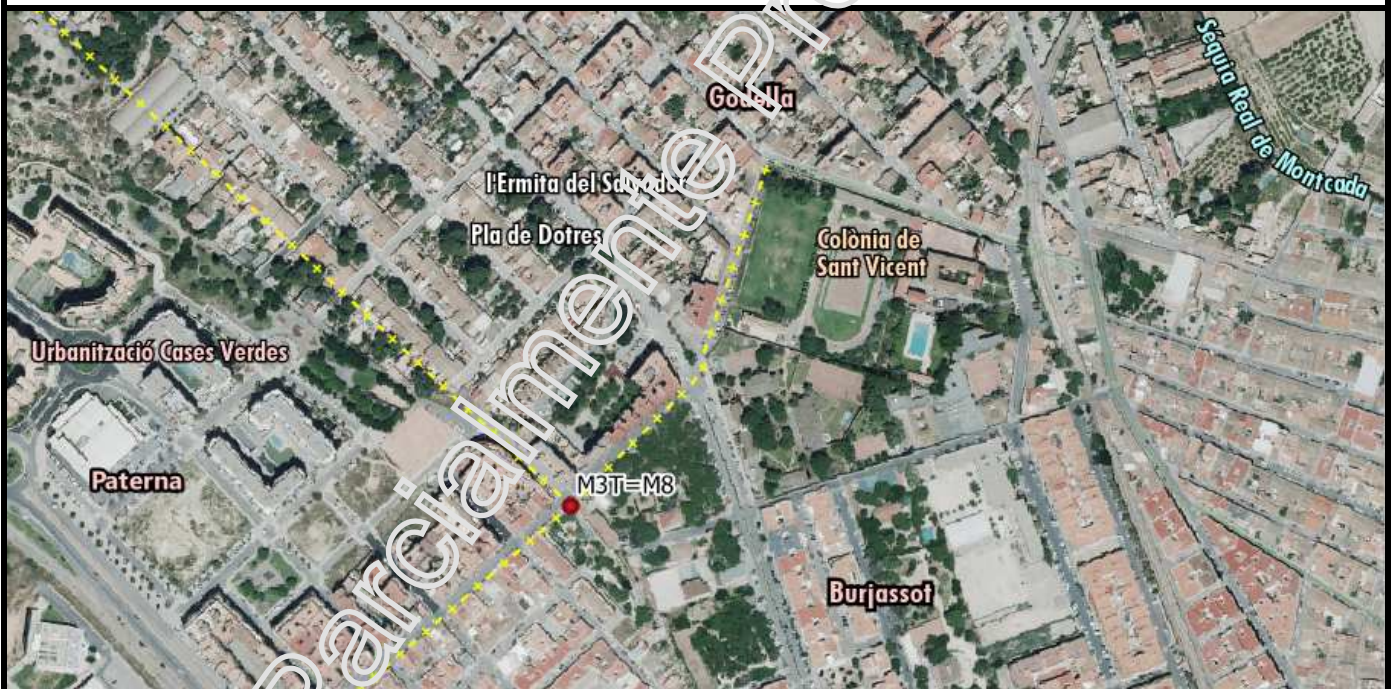 Godella
Séquia Real de Montcada
l'Ermita del Salvador
Pla de Dotres
Colònia de
Sant Vicent
Urbanització Cases Verdes
Paterna
M3T=M8
Burjassot
Parcialmente